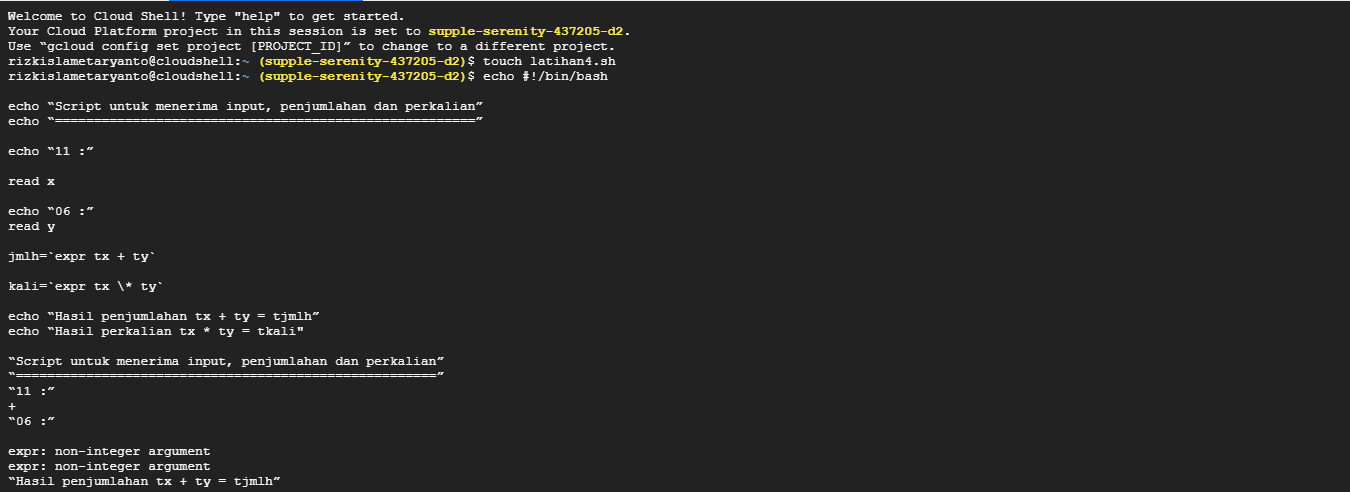 Welcome to Cloud Shell! Type "help" to get started.
Your Cloud Platform project in this session is set to supple-serenity-437205-d2.
Use “gcloud config set project [PROJECT_ID]” to change to a different project.
rizkislametaryanto@cloudshell:~ (supple-serenity-437205-d2)$ touch latihan4.sh
rizkislametaryanto@cloudshell:~ (supple-serenity-437205-d2)$ echo #!/bin/bash
echo “Script untuk menerima input, penjumlahan dan perkalian”
echo “======================================================”
echo “11 :”
read x
echo “06 :”
read y
jmlh=`expr tx + ty`
kali=`expr tx \* ty`
echo “Hasil penjumlahan tx + ty = tjmlh”
echo “Hasil perkalian tx * ty = tkali"
“Script untuk menerima input, penjumlahan dan perkalian”
“======================================================”
“11 :”
+
“06 :”
expr: non-integer argument
expr: non-integer argument
“Hasil penjumlahan tx + ty = tjmlh”